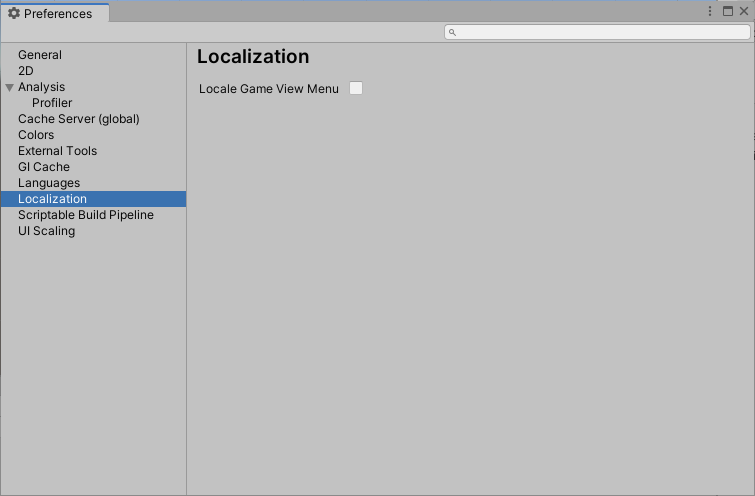 Preferences
General
2D
Analysis
Profiler
Cache Server (global)
Colors
External Tools
GI Cache
Languages
Localization
Scriptable Build Pipeline
UI Scaling
Localization
Locale Game View Menu